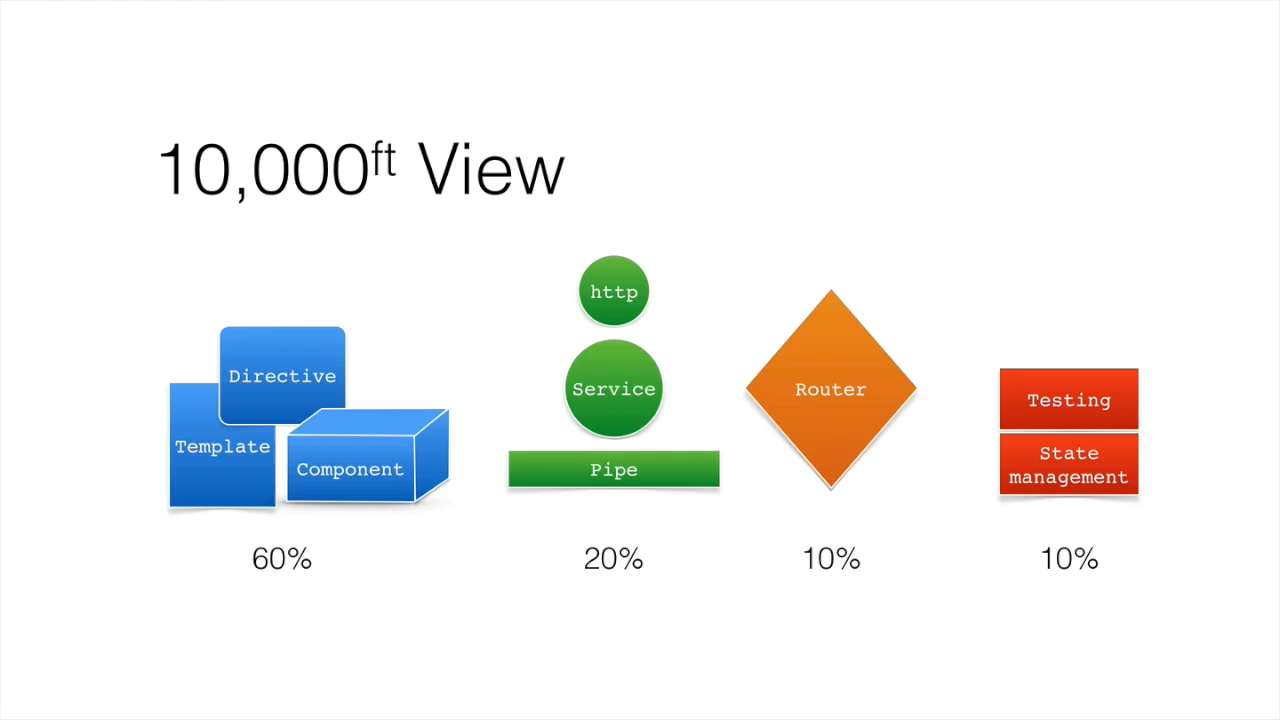 10,000ft View
http
Directive
Service
Router
Testing
Template
Component
Pipe
State
management
60%
20%
10%
10%